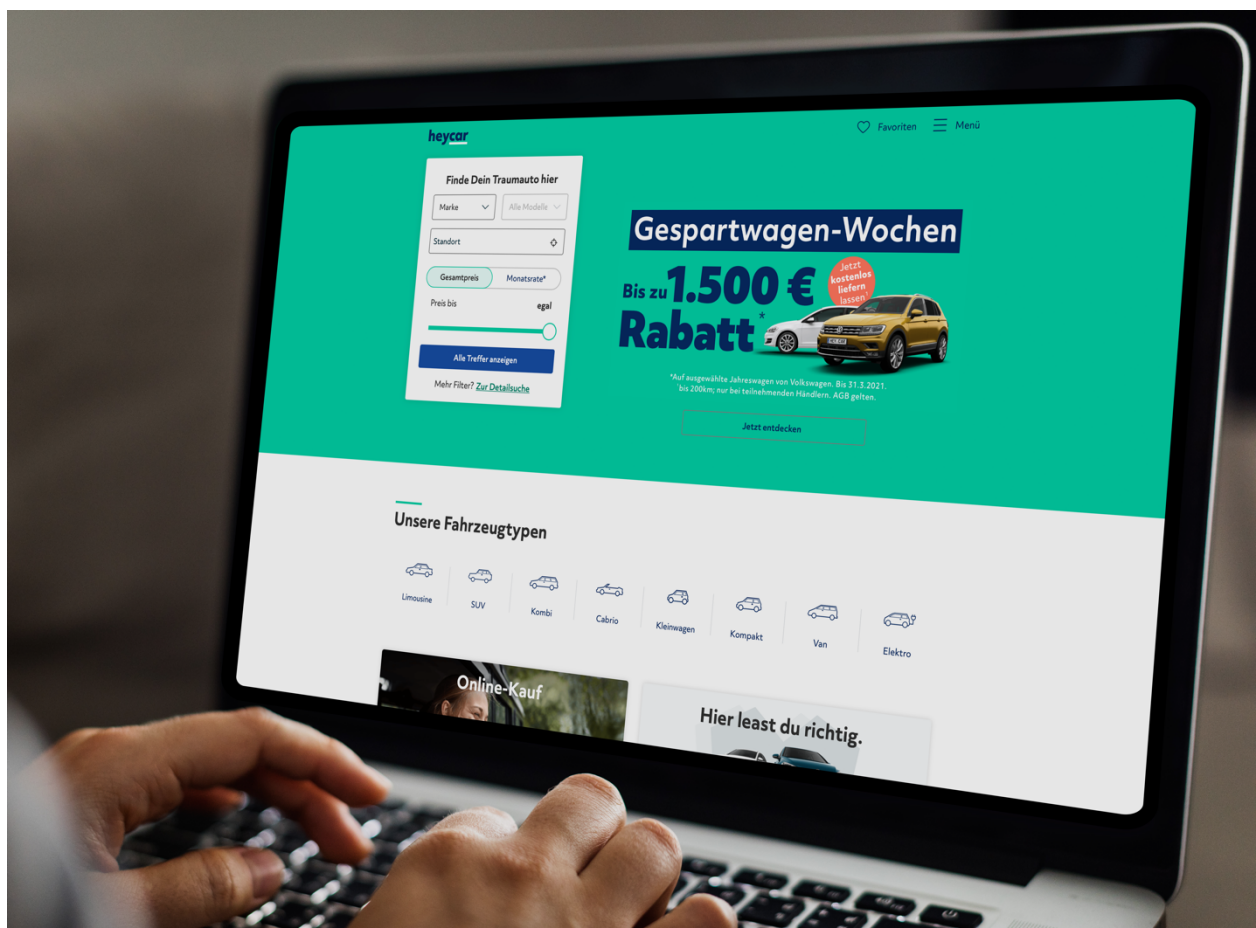 heycar
Favoriten
Menü
Finde Dein Traumauto hier
Marke
Alle Modelle
Standort
Gesamtpreis
Monatsrate*
Preis bis
egal
Alle Treffer anzeigen
Mehr Filter? Zur Detailsuche
Gespartwagen-Wochen
Bis zu 1.500 €
Rabatt*
Jetzt
kostenlos
liefern
lassen
HEY CAR
*Auf ausgewählte Jahreswagen von Volkswagen. Bis 31.3.2021.
bis 200km; nur bei teilnehmenden Händlern. AGB gelten.
Jetzt entdecken
Unsere Fahrzeugtypen
Limousine
SUV
Kombi
Cabrio
Kleinwagen
Kompakt
Van
Elektro
Online-Kauf
Hier least du richtig.